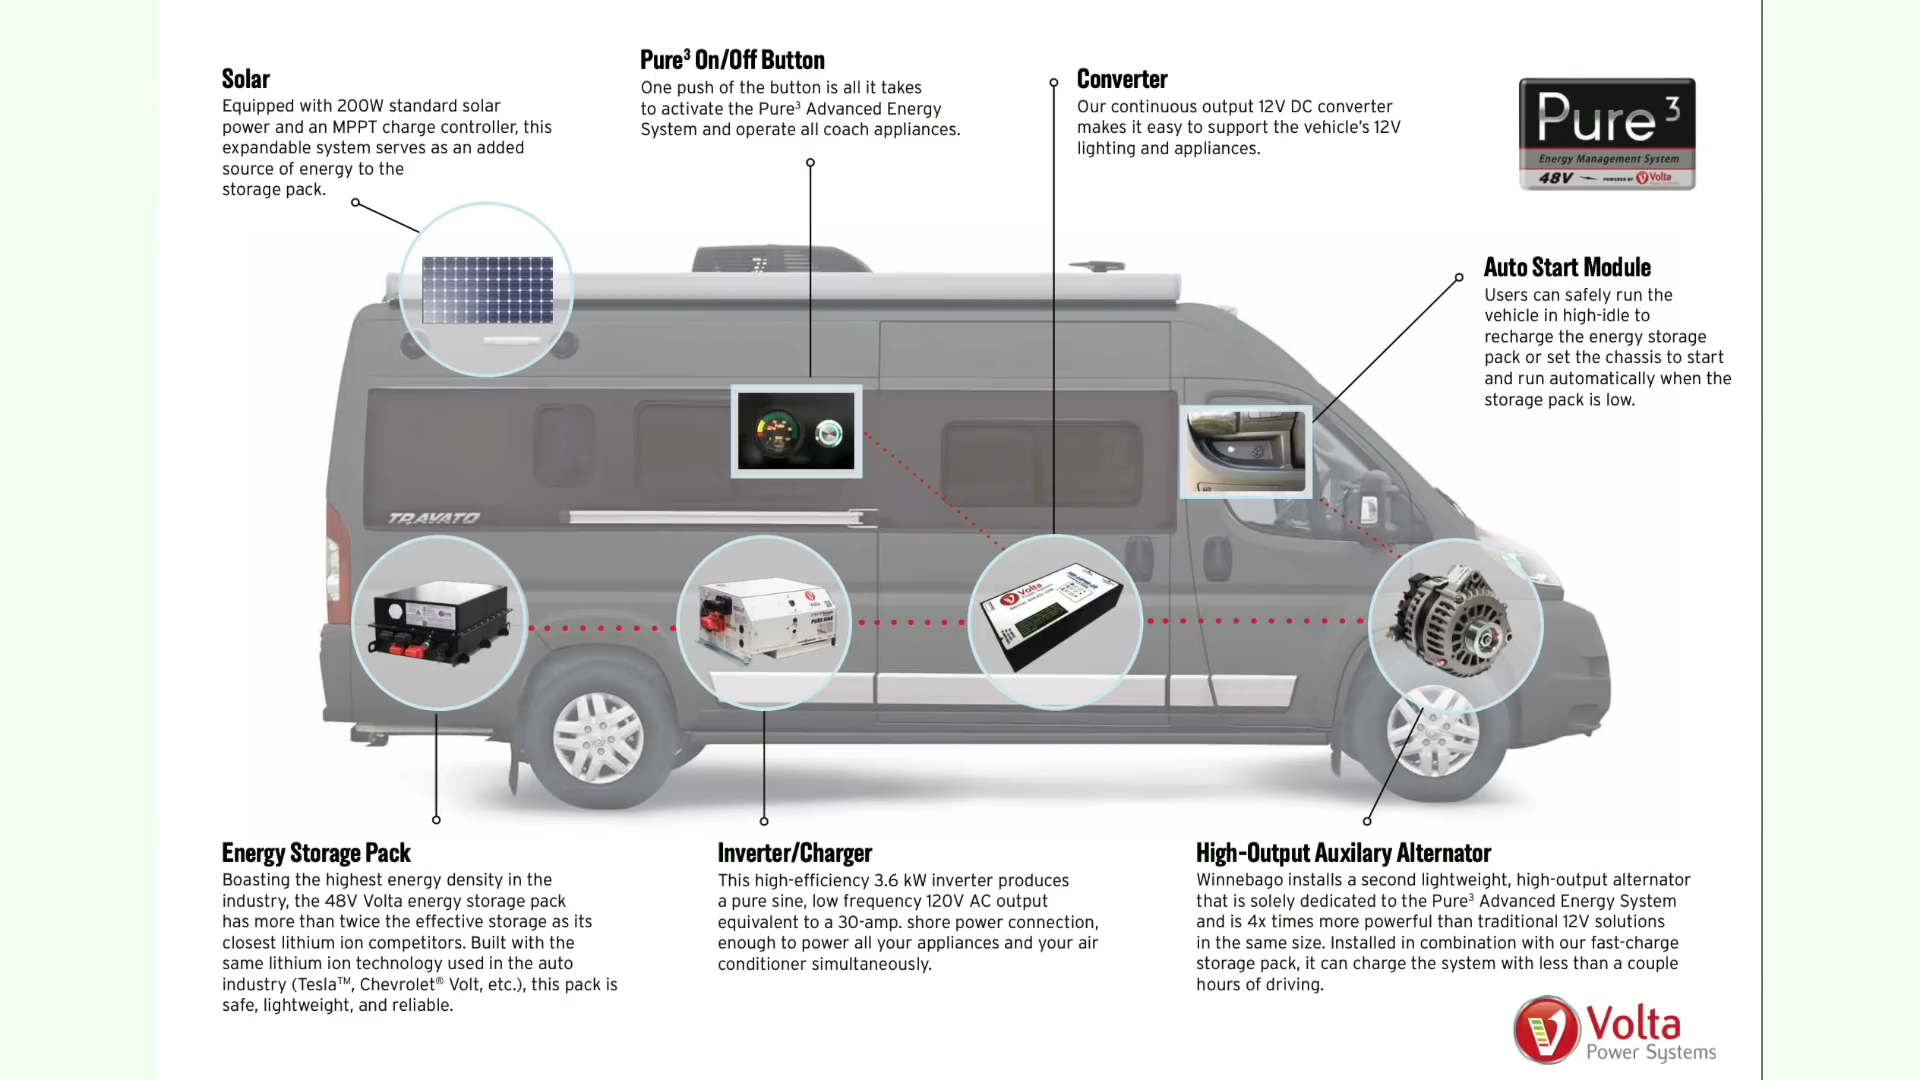 Solar
Equipped with 200W standard solar
power and an MPPT charge controller, this
expandable system serves as an added
source of energy to the
storage pack.
Pure³ On/Off Button
One push of the button is all it takes
to activate the Pure³ Advanced Energy
System and operate all coach appliances.
Converter
Our continuous output 12V DC converter
makes it easy to support the vehicle's 12V
lighting and appliances.
Pure³
Energy Management System
48V POWERED BY Volta
Auto Start Module
Users can safely run the
vehicle in high-idle to
recharge the energy storage
pack or set the chassis to start
and run automatically when the
storage pack is low.
TRAVATO
Volta
PURE SINE
Volta
Energy Storage Pack
Boasting the highest energy density in the
industry, the 48V Volta energy storage pack
has more than twice the effective storage as its
closest lithium ion competitors. Built with the
same lithium ion technology used in the auto
industry (Tesla™, Chevrolet® Volt, etc.), this pack is
safe, lightweight, and reliable.
Inverter/Charger
This high-efficiency 3.6 kW inverter produces
a pure sine, low frequency 120V AC output
equivalent to a 30-amp. shore power connection,
enough to power all your appliances and your air
conditioner simultaneously.
High-Output Auxilary Alternator
Winnebago installs a second lightweight, high-output alternator
that is solely dedicated to the Pure³ Advanced Energy System
and is 4x times more powerful than traditional 12V solutions
in the same size. Installed in combination with our fast-charge
storage pack, it can charge the system with less than a couple
hours of driving.
Volta
Power Systems